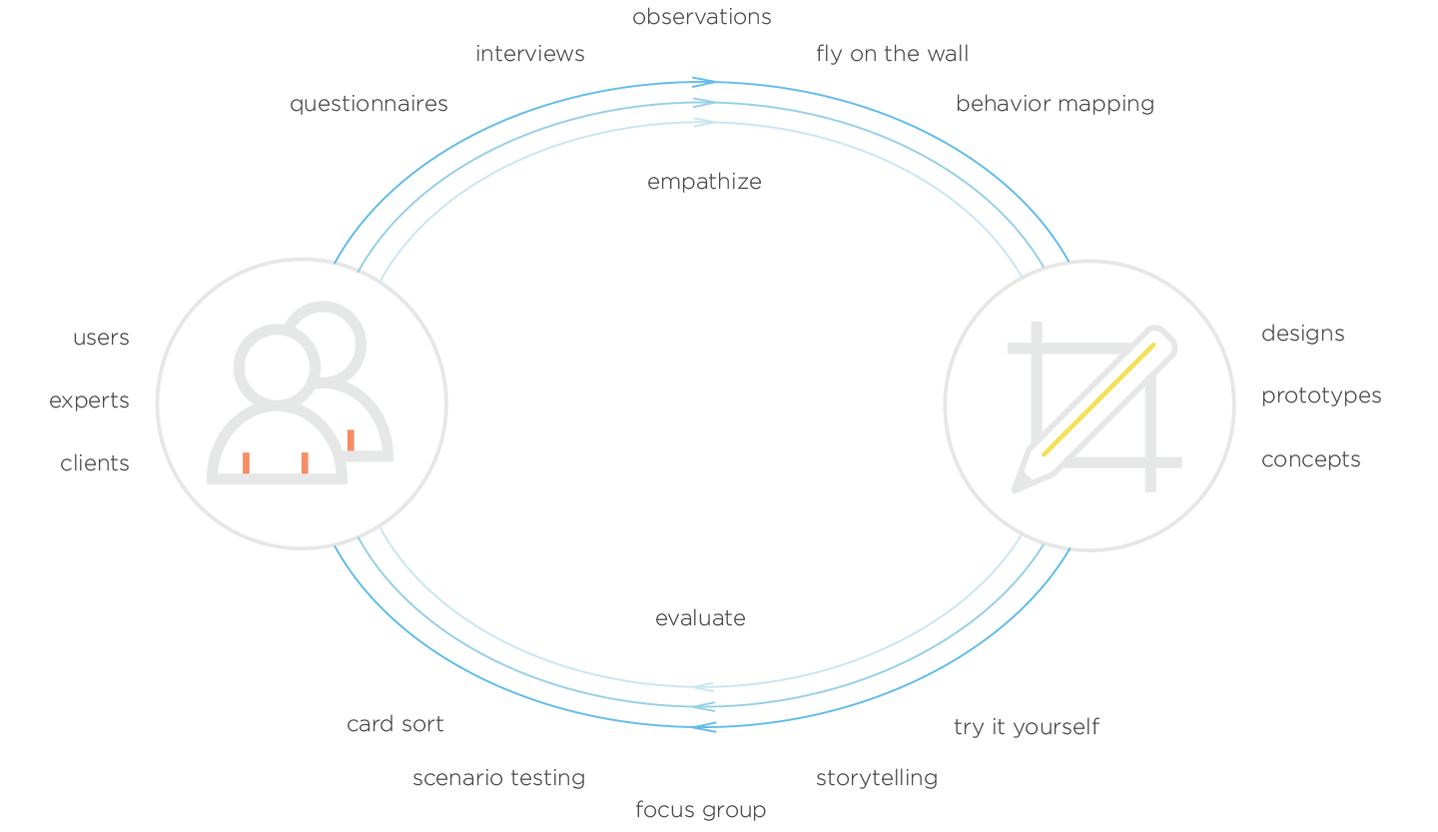 observations
interviews
fly on the wall
questionnaires
behavior mapping
empathize
users
experts
clients
designs
prototypes
concepts
evaluate
card sort
try it yourself
scenario testing
storytelling
focus group